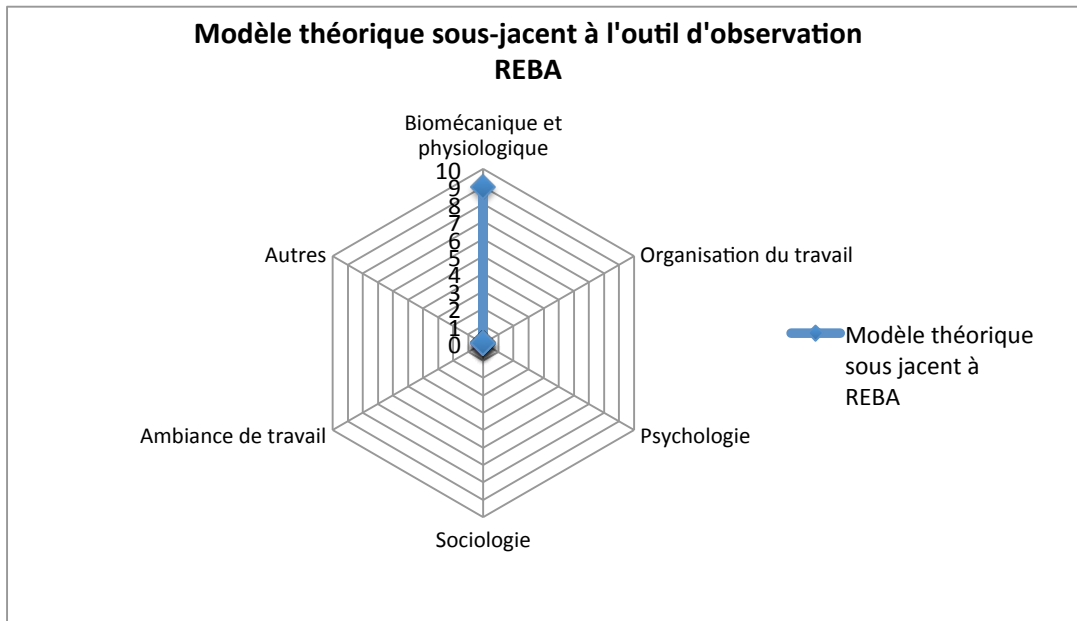 Modèle théorique sous-jacent à l'outil d'observation
REBA
Biomécanique et
physiologique
10
9
8
7
6
5
4
3
2
1
0
Autres
Organisation du travail
Modèle théorique
sous jacent à
REBA
Ambiance de travail
Psychologie
Sociologie